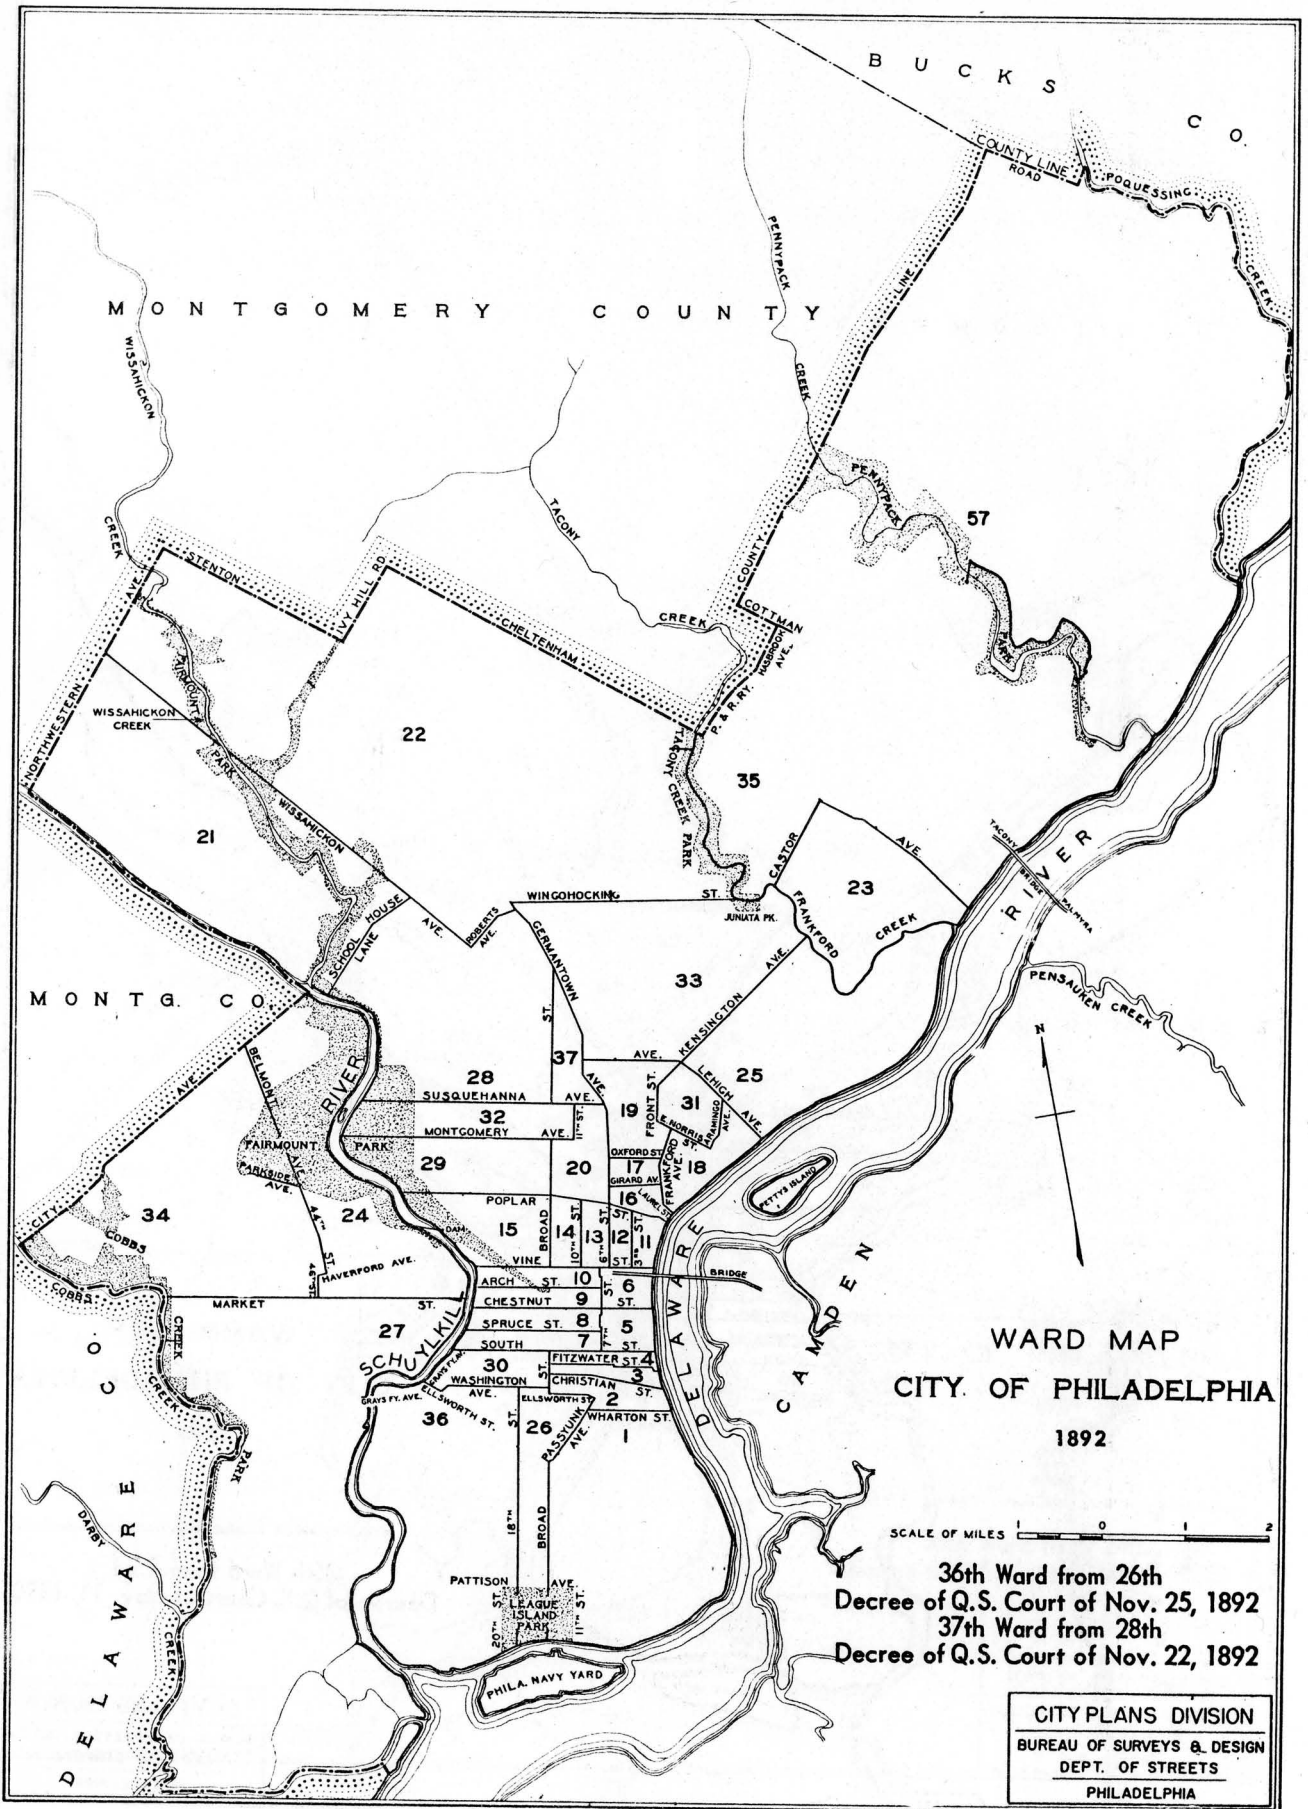 BUCKS CO.
COUNTY LINE
ROAD
POQUESSING
CREEK
PENNYPACK
CREEK
LINE
COUNTY
MONTGOMERY COUNTY
WISSAHICKON
CREEK
TACONY
CREEK
PENNYPACK
PARK
57
STENTON
AVE.
IVY HILL RD
CHELTENHAM
COTTMAN
HASBROOK
AVE.
P. & R. RY.
NORTHWESTERN
FAIRMOUNT
PARK
WISSAHICKON
CREEK
22
TACONY CREEK PARK
35
21
WISSAHICKON
AVE.
CASTOR
AVE.
23
TACONY
BRIDGE
PALMYRA
RIVER
WINGOHOCKING ST.
ROBERTS
AVE.
JUNIATA PK.
FRANKFORD
CREEK
SCHOOL HOUSE
LANE
GERMANTOWN
AVE.
33
KENSINGTON
AVE.
PENSAUKEN CREEK
MONTG. CO.
CITY
AVE
N
BELMONT
AVE
RIVER
ST.
37
AVE.
LEHIGH
AVE.
25
28
SUSQUEHANNA AVE.
32
11TH ST.
19
FRONT ST.
31
E. NORRIS
ST.
ARAMINGO
AVE.
MONTGOMERY AVE.
FAIRMOUNT PARK
PARKSIDE
AVE.
29
20
OXFORD ST.
17
GIRARD AV.
FRANKFORD
AVE.
18
PETTYS ISLAND
16
LAUREL ST.
POPLAR ST.
34
24
44TH
ST.
COBBS
DAM
15
BROAD
14
10TH ST.
13
6TH ST.
12
3RD ST.
11
VINE ST.
HAVERFORD AVE.
46TH ST.
COBBS
CREEK
MARKET ST.
ARCH ST. 10
6
BRIDGE
CHESTNUT 9 ST.
27
SPRUCE ST. 8
5
SOUTH 7
7TH ST.
ST.
SCHUYLKILL
DELAWARE
CAMDEN
FITZWATER ST. 4
30
GRAYS FY. AV.
WASHINGTON
AVE.
ST.
CHRISTIAN ST.
3
GRAYS FY. AVE.
ELLSWORTH ST.
ELLSWORTH ST
2
WHARTON ST.
36
ST.
26
PASSYUNK
AVE.
1
CREEK
PARK
DARBY
CREEK
DELAWARE CO.
18TH
BROAD
PATTISON AVE
20TH ST.
LEAGUE
ISLAND
PARK
11TH ST.
PHILA. NAVY YARD
WARD MAP
CITY. OF PHILADELPHIA
1892
SCALE OF MILES 1 0 1 2
36th Ward from 26th
Decree of Q.S. Court of Nov. 25, 1892
37th Ward from 28th
Decree of Q.S. Court of Nov. 22, 1892
CITY PLANS DIVISION
BUREAU OF SURVEYS & DESIGN
DEPT. OF STREETS
PHILADELPHIA